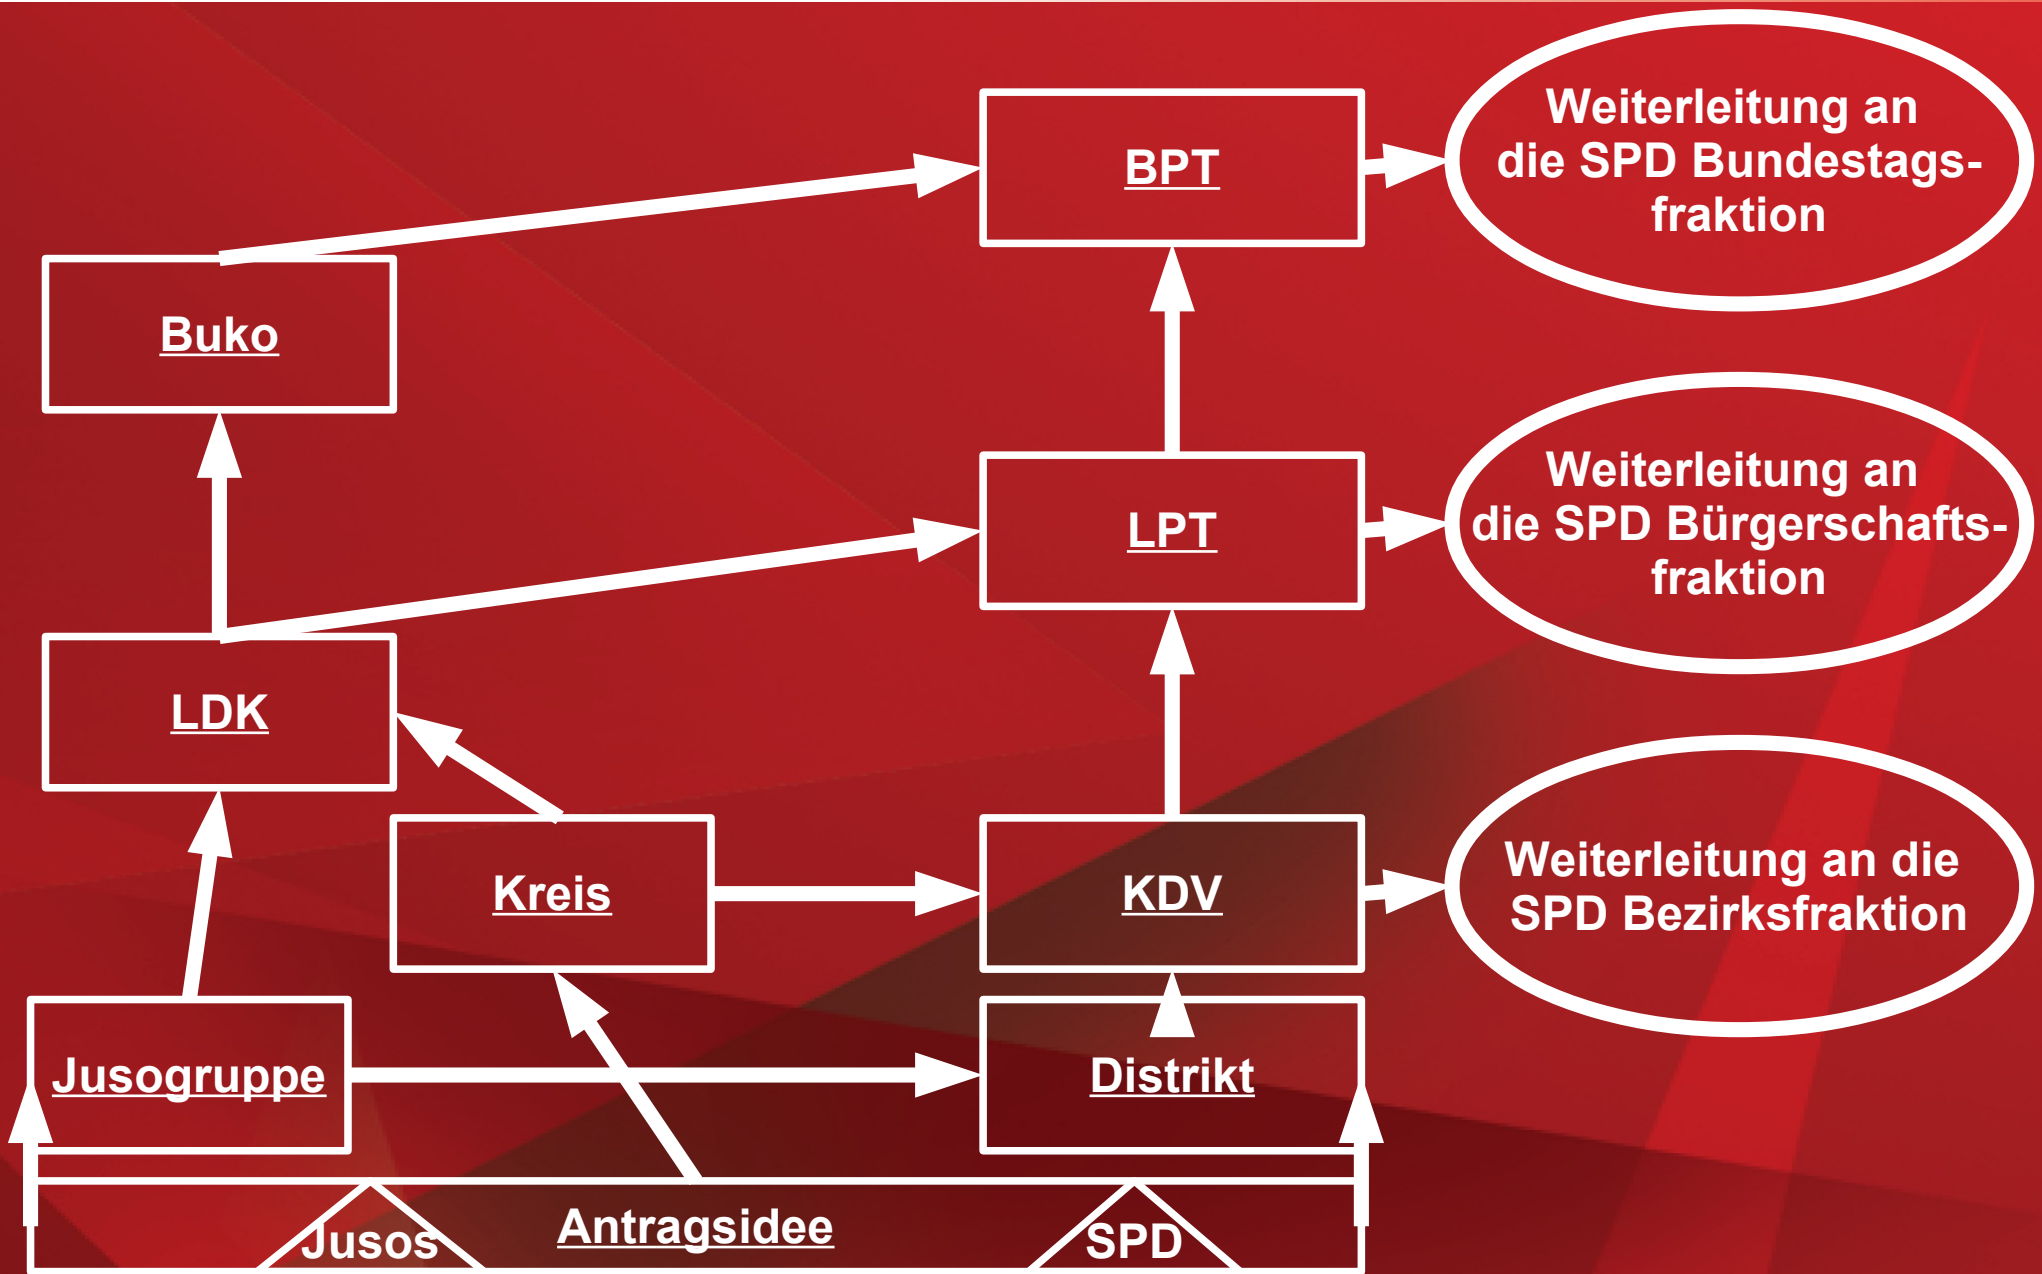 BPT
Weiterleitung an
die SPD Bundestags-
fraktion
Buko
LPT
Weiterleitung an
die SPD Bürgerschafts-
fraktion
LDK
Kreis
KDV
Weiterleitung an die
SPD Bezirksfraktion
Jusogruppe
Distrikt
Jusos
Antragsidee
SPD